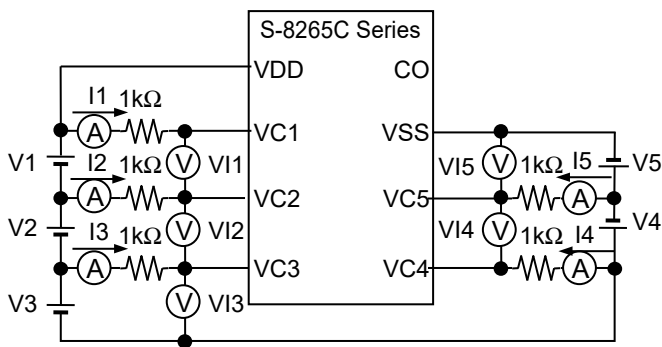 S-8265C Series
VDD CO
I1 1kΩ
A VC1 VSS
V1 I2 1kΩ V VI1 VI5 V 1kΩ I5 V5
A VC2 VC5 A
V2 I3 1kΩ V VI2 VI4 V 1kΩ I4 V4
A VC3 VC4 A
V3 V VI3